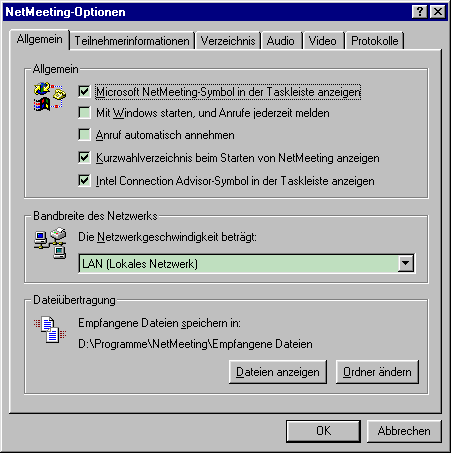 NetMeeting-Optionen
Allgemein Teilnehmerinformationen Verzeichnis Audio Video Protokolle
Allgemein
Microsoft NetMeeting-Symbol in der Taskleiste anzeigen
Mit Windows starten, und Anrufe jederzeit melden
Anruf automatisch annehmen
Kurzwahlverzeichnis beim Starten von NetMeeting anzeigen
Intel Connection Advisor-Symbol in der Taskleiste anzeigen
Bandbreite des Netzwerks
Die Netzwerkgeschwindigkeit beträgt:
LAN (Lokales Netzwerk)
Dateiübertragung
Empfangene Dateien speichern in:
D:\Programme\NetMeeting\Empfangene Dateien
Dateien anzeigen Ordner ändern
OK Abbrechen